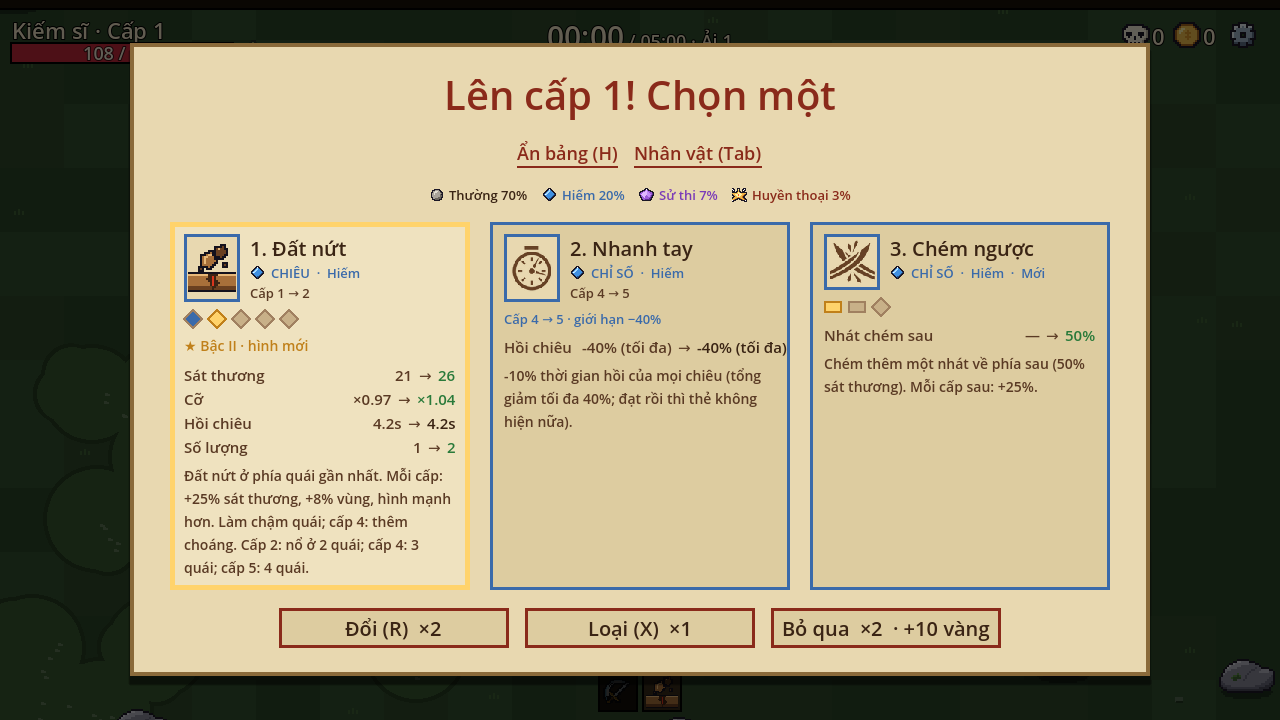 Kiếm sĩ · Cấp 1
108 /
00:00 / 05:00 · Ải 1
0
0
Lên cấp 1! Chọn một
Ẩn bảng (H)
Nhân vật (Tab)
Thường 70%
Hiếm 20%
Sử thi 7%
Huyền thoại 3%
1. Đất nứt
CHIÊU · Hiếm
Cấp 1 → 2
★ Bậc II · hình mới
Sát thương 21 → 26
Cỡ ×0.97 → ×1.04
Hồi chiêu 4.2s → 4.2s
Số lượng 1 → 2
Đất nứt ở phía quái gần nhất. Mỗi cấp:
+25% sát thương, +8% vùng, hình mạnh
hơn. Làm chậm quái; cấp 4: thêm
choáng. Cấp 2: nổ ở 2 quái; cấp 4: 3
quái; cấp 5: 4 quái.
2. Nhanh tay
CHỈ SỐ · Hiếm
Cấp 4 → 5
Cấp 4 → 5 · giới hạn −40%
Hồi chiêu -40% (tối đa) → -40% (tối đa)
-10% thời gian hồi của mọi chiêu (tổng
giảm tối đa 40%; đạt rồi thì thẻ không
hiện nữa).
3. Chém ngược
CHỈ SỐ · Hiếm · Mới
Nhát chém sau — → 50%
Chém thêm một nhát về phía sau (50%
sát thương). Mỗi cấp sau: +25%.
Đổi (R) ×2
Loại (X) ×1
Bỏ qua ×2 · +10 vàng